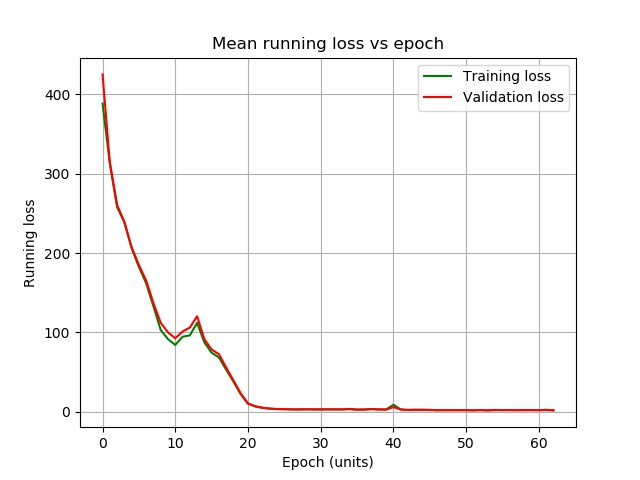 Mean running loss vs epoch
Training loss
Validation loss
400
300
200
100
0
Running loss
0 10 20 30 40 50 60
Epoch (units)